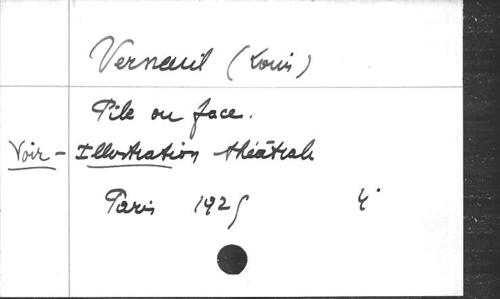 Verneuil (Louis)
Pile ou face.
Voir - Illustration théâtrale
Paris 1925 4°